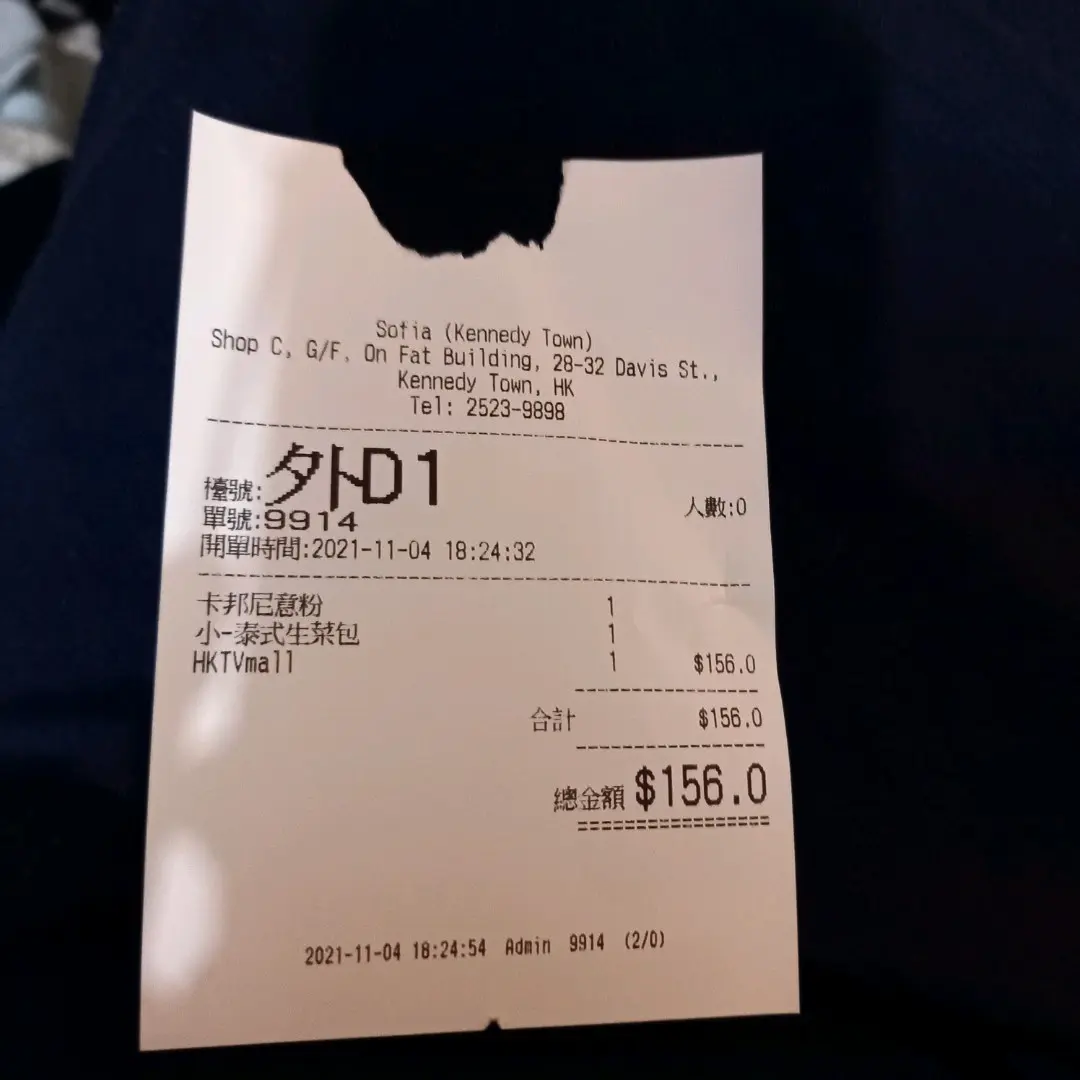 Sofia (Kennedy Town)
Shop C, G/F, On Fat Building, 28-32 Davis St.,
Kennedy Town, HK
Tel: 2523-9898
檯號:外D1
人數:0
單號:9914
開單時間:2021-11-04 18:24:32
卡邦尼意粉 1
小-泰式生菜包 1
HKTVmall 1 $156.0
合計 $156.0
總金額 $156.0
2021-11-04 18:24:54 Admin 9914 (2/0)